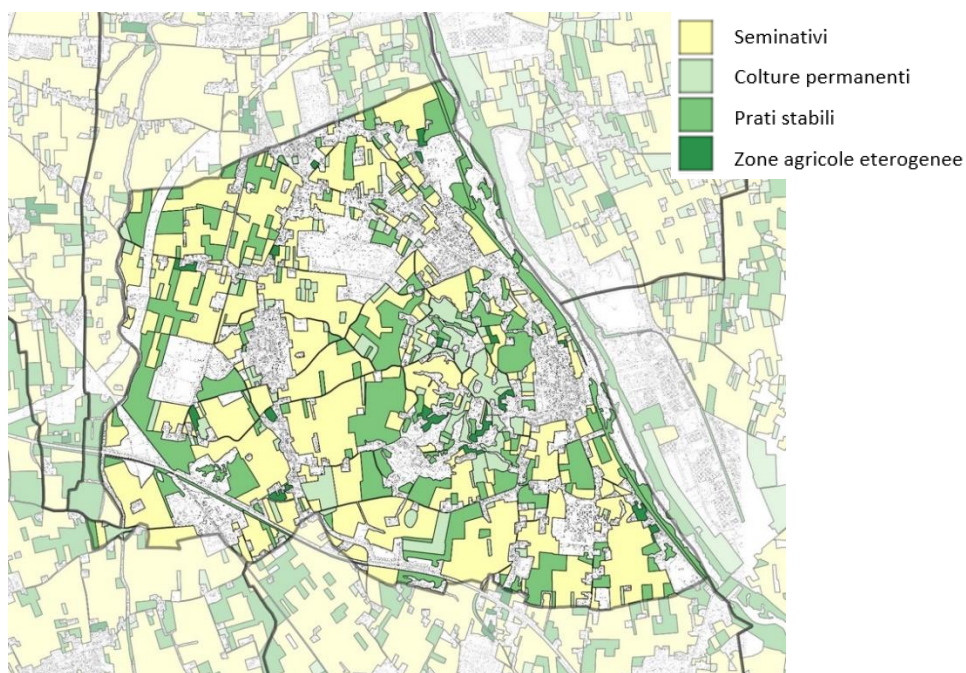 Seminativi
Colture permanenti
Prati stabili
Zone agricole eterogenee